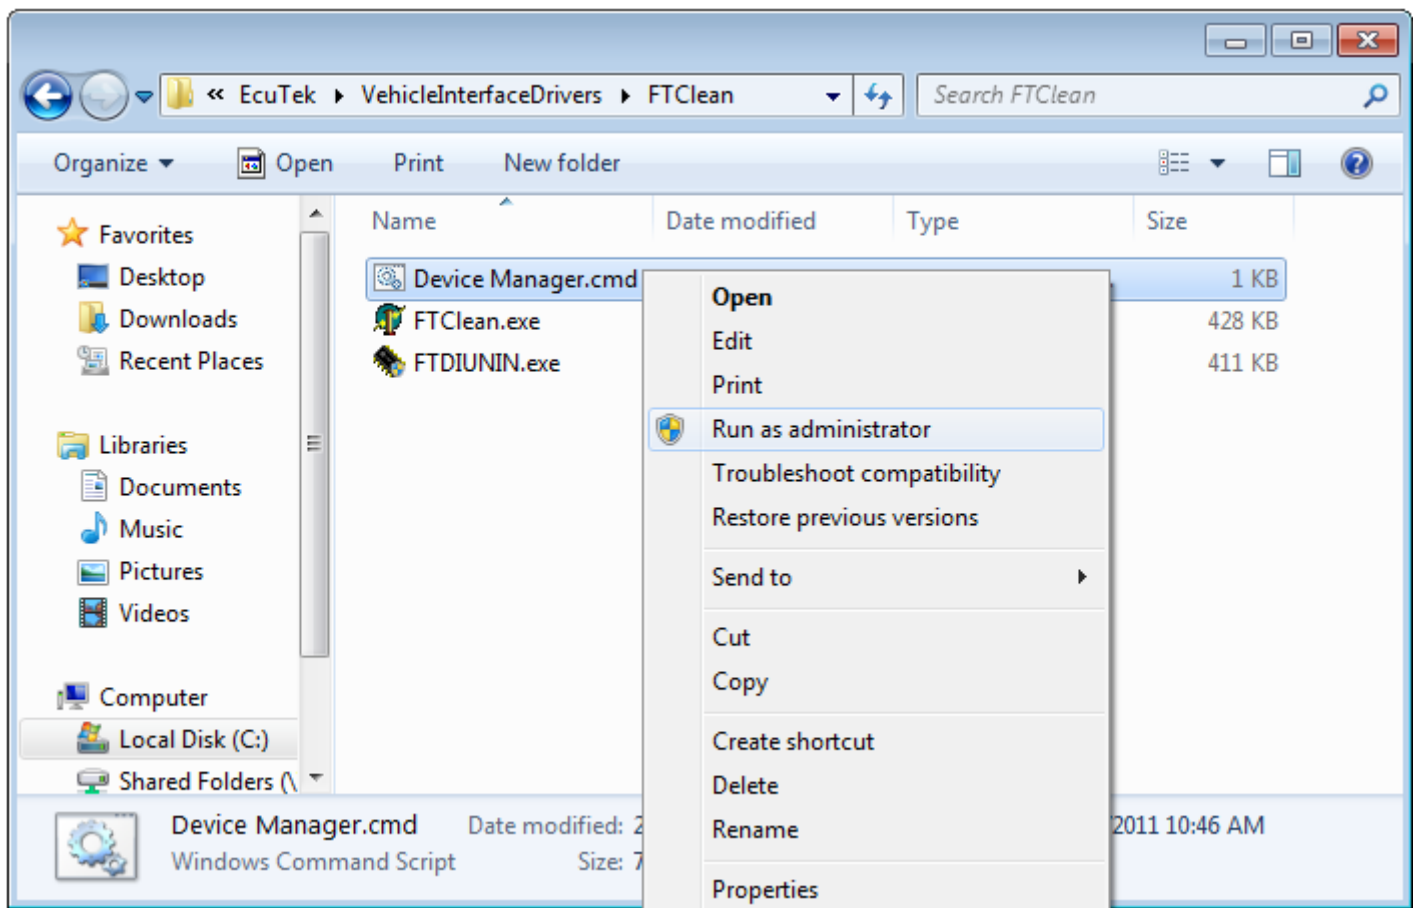 « EcuTek ▸ VehicleInterfaceDrivers ▸ FTClean
Search FTClean
Organize
Open
Print
New folder
Name
Date modified
Type
Size
Favorites
Desktop
Downloads
Recent Places
Libraries
Documents
Music
Pictures
Videos
Computer
Local Disk (C:)
Shared Folders (\
Device Manager.cmd
1 KB
FTClean.exe
428 KB
FTDIUNIN.exe
411 KB
Open
Edit
Print
Run as administrator
Troubleshoot compatibility
Restore previous versions
Send to
Cut
Copy
Create shortcut
Delete
Rename
Properties
Device Manager.cmd
Date modified: 2
2011 10:46 AM
Windows Command Script
Size: 7